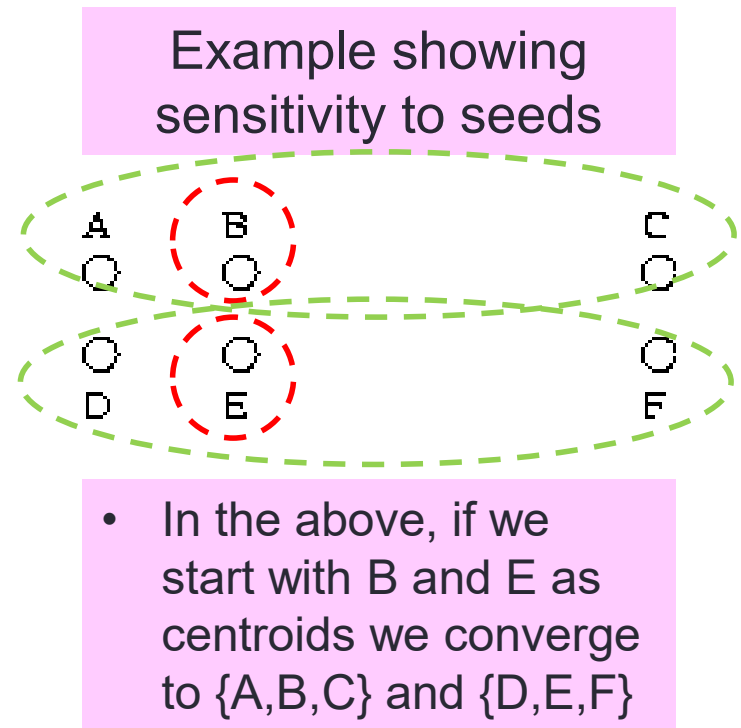 Example showing
sensitivity to seeds
A B C
D E F
• In the above, if we
start with B and E as
centroids we converge
to {A,B,C} and {D,E,F}